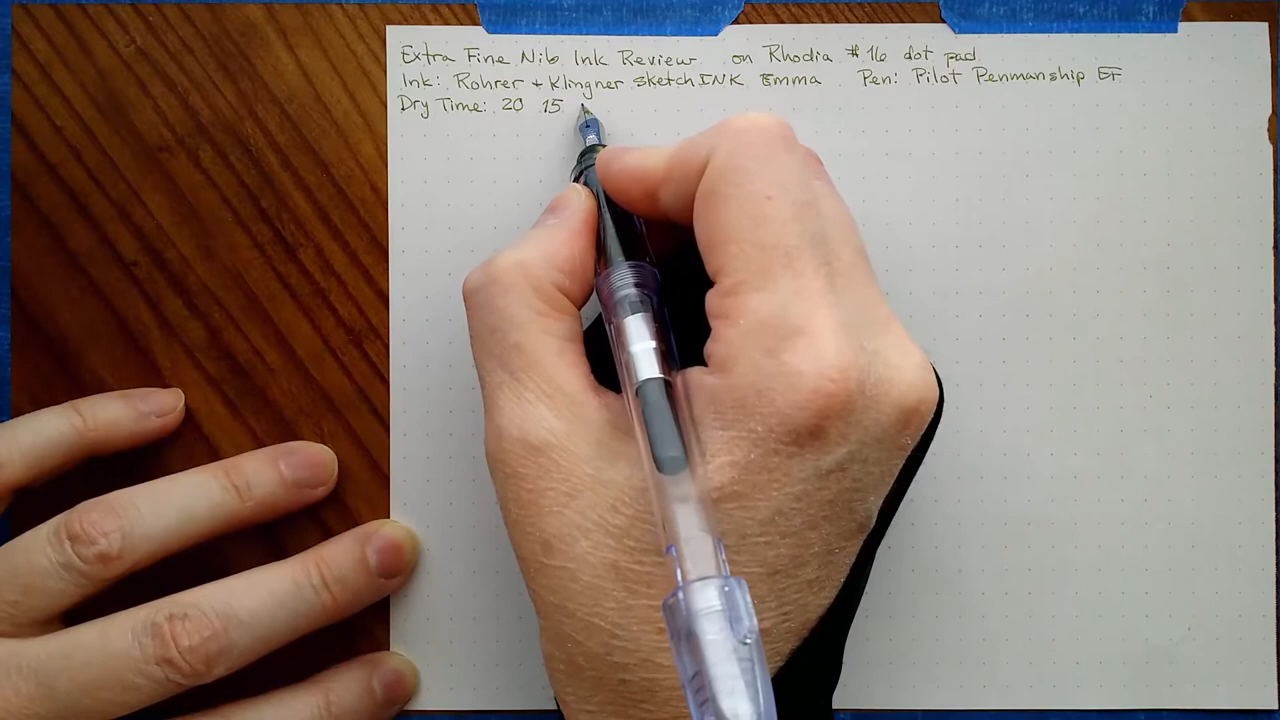 Extra Fine Nib Ink Review on Rhodia #16 dot pad
Ink: Rohrer + Klingner SketchINK Emma Pen: Pilot Penmanship EF
Dry Time: 20 15